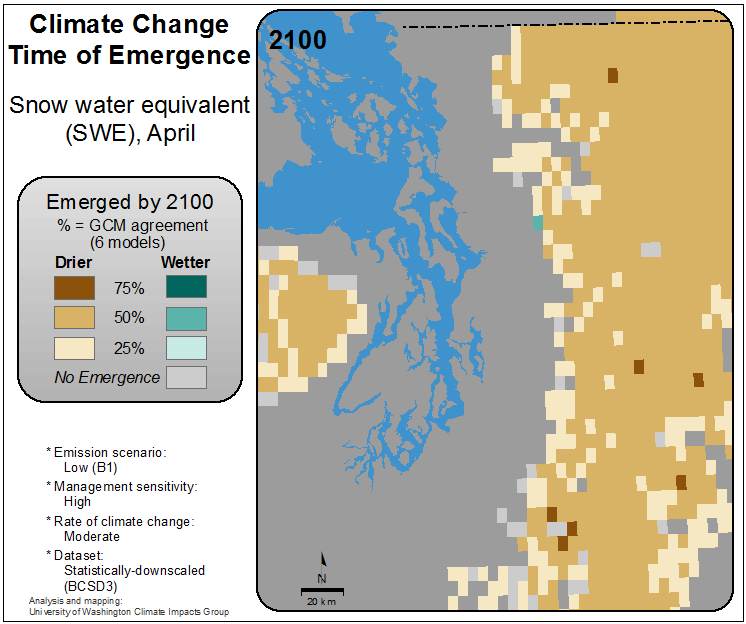 Climate Change
Time of Emergence
Snow water equivalent
(SWE), April
Emerged by 2100
% = GCM agreement
(6 models)
Drier Wetter
75%
50%
25%
No Emergence
* Emission scenario:
Low (B1)
* Management sensitivity:
High
* Rate of climate change:
Moderate
* Dataset:
Statistically-downscaled
(BCSD3)
Analysis and mapping:
University of Washington Climate Impacts Group
2100
N
20 km